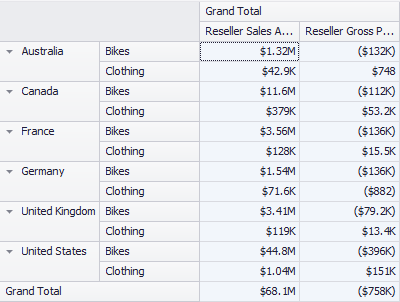 Grand Total
Reseller Sales A... Reseller Gross P...
Australia Bikes $1.32M ($132K)
Clothing $42.9K $748
Canada Bikes $11.6M ($112K)
Clothing $379K $53.2K
France Bikes $3.56M ($136K)
Clothing $128K $15.5K
Germany Bikes $1.54M ($136K)
Clothing $71.6K ($882)
United Kingdom Bikes $3.41M ($79.2K)
Clothing $119K $13.4K
United States Bikes $44.8M ($396K)
Clothing $1.04M $151K
Grand Total $68.1M ($758K)